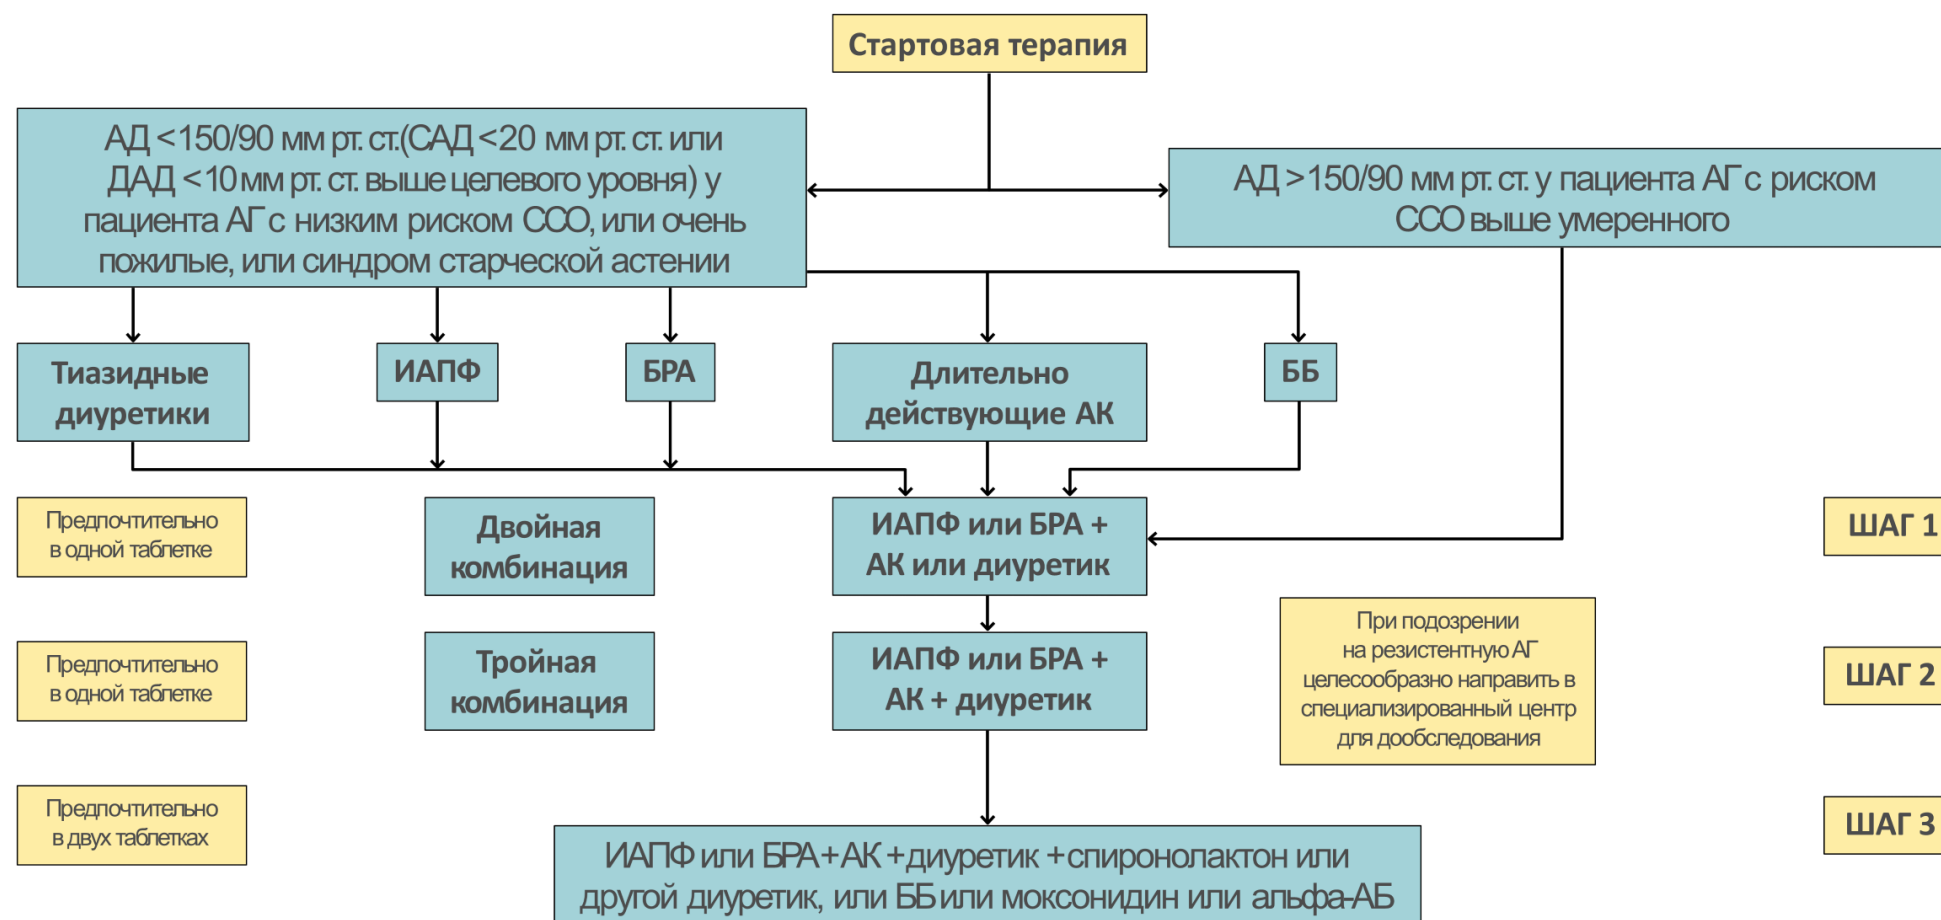 Стартовая терапия
АД <150/90 мм рт. ст.(САД <20 мм рт. ст. или
ДАД <10 мм рт. ст. выше целевого уровня) у
пациента АГ с низким риском ССО, или очень
пожилые, или синдром старческой астении
АД >150/90 мм рт. ст. у пациента АГ с риском
ССО выше умеренного
Тиазидные
диуретики
ИАПФ
БРА
Длительно
действующие АК
ББ
Предпочтительно
в одной таблетке
Двойная
комбинация
ИАПФ или БРА +
АК или диуретик
ШАГ 1
Предпочтительно
в одной таблетке
Тройная
комбинация
ИАПФ или БРА +
АК + диуретик
При подозрении
на резистентную АГ
целесообразно направить в
специализированный центр
для дообследования
ШАГ 2
Предпочтительно
в двух таблетках
ИАПФ или БРА + АК + диуретик + спиронолактон или
другой диуретик, или ББ или моксонидин или альфа-АБ
ШАГ 3